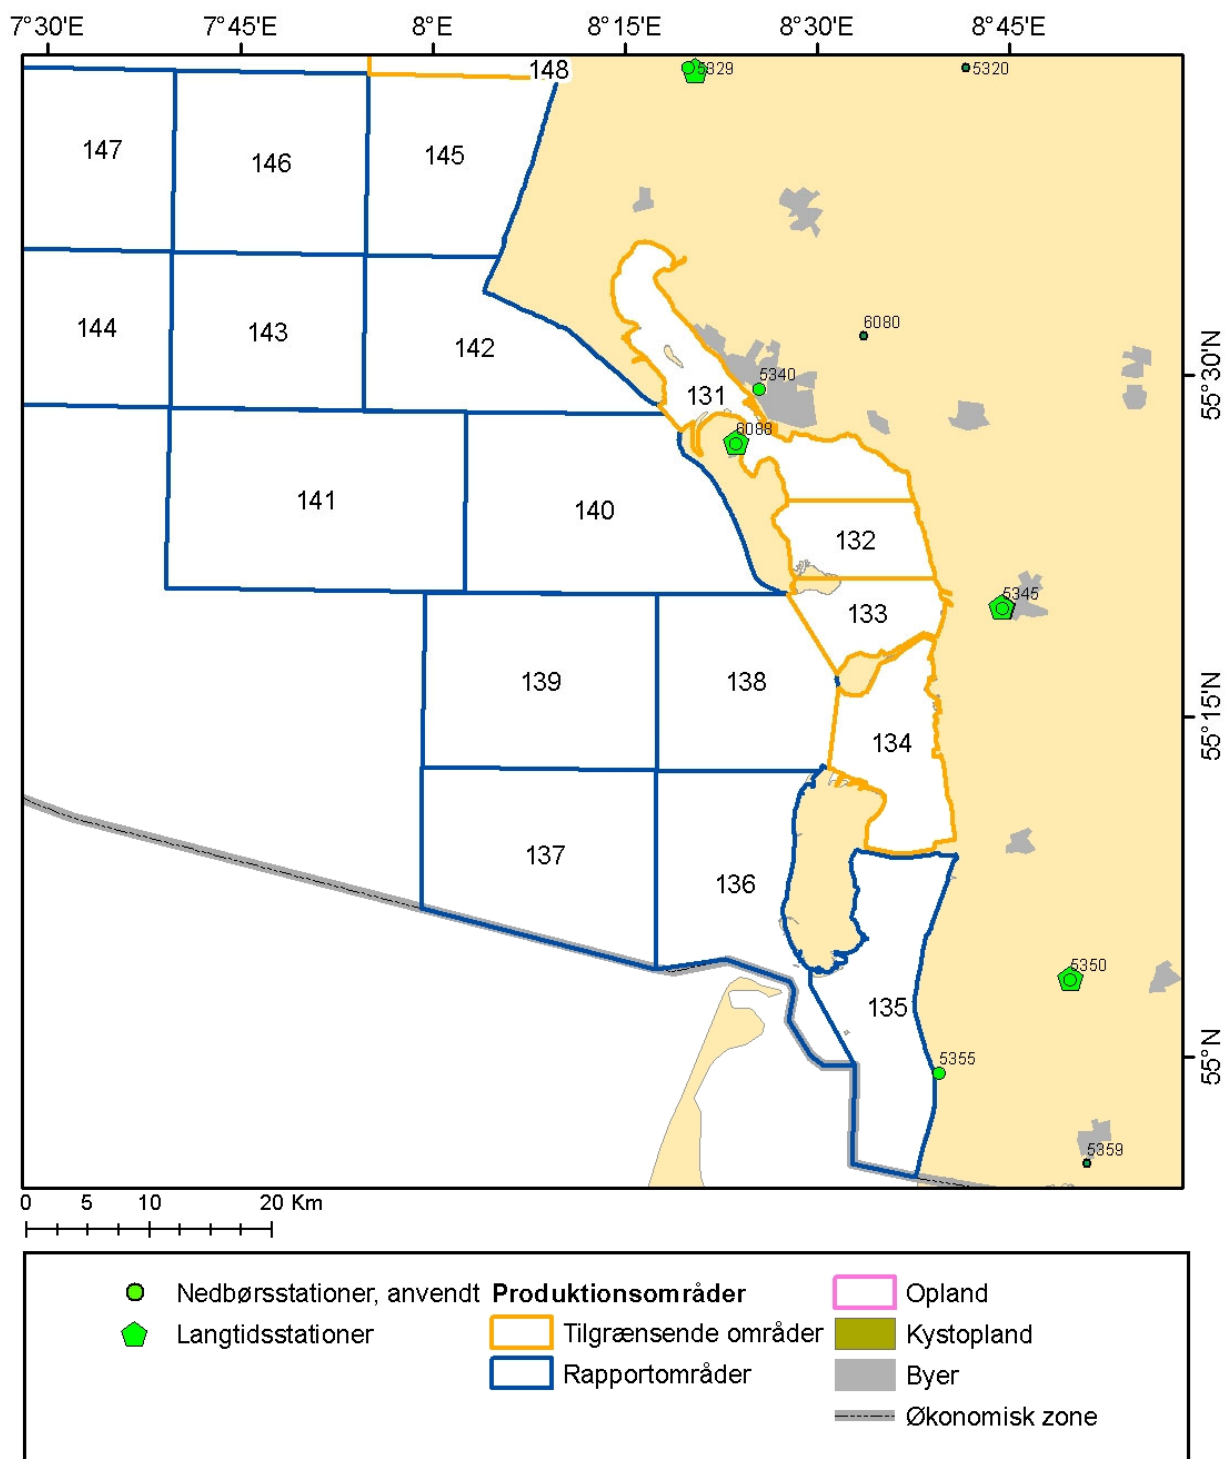 7°30'E 7°45'E 8°E 8°15'E 8°30'E 8°45'E
148
5329
5320
147
146
145
6080
144
143
142
55°30'N
5340
131
6088
141
140
132
5345
133
139
138
55°15'N
134
137
136
5350
135
55°N
5355
5359
0 5 10 20 Km
Nedbørsstationer, anvendt
Langtidsstationer
Produktionsområder
Tilgrænsende områder
Rapportområder
Opland
Kystopland
Byer
Økonomisk zone